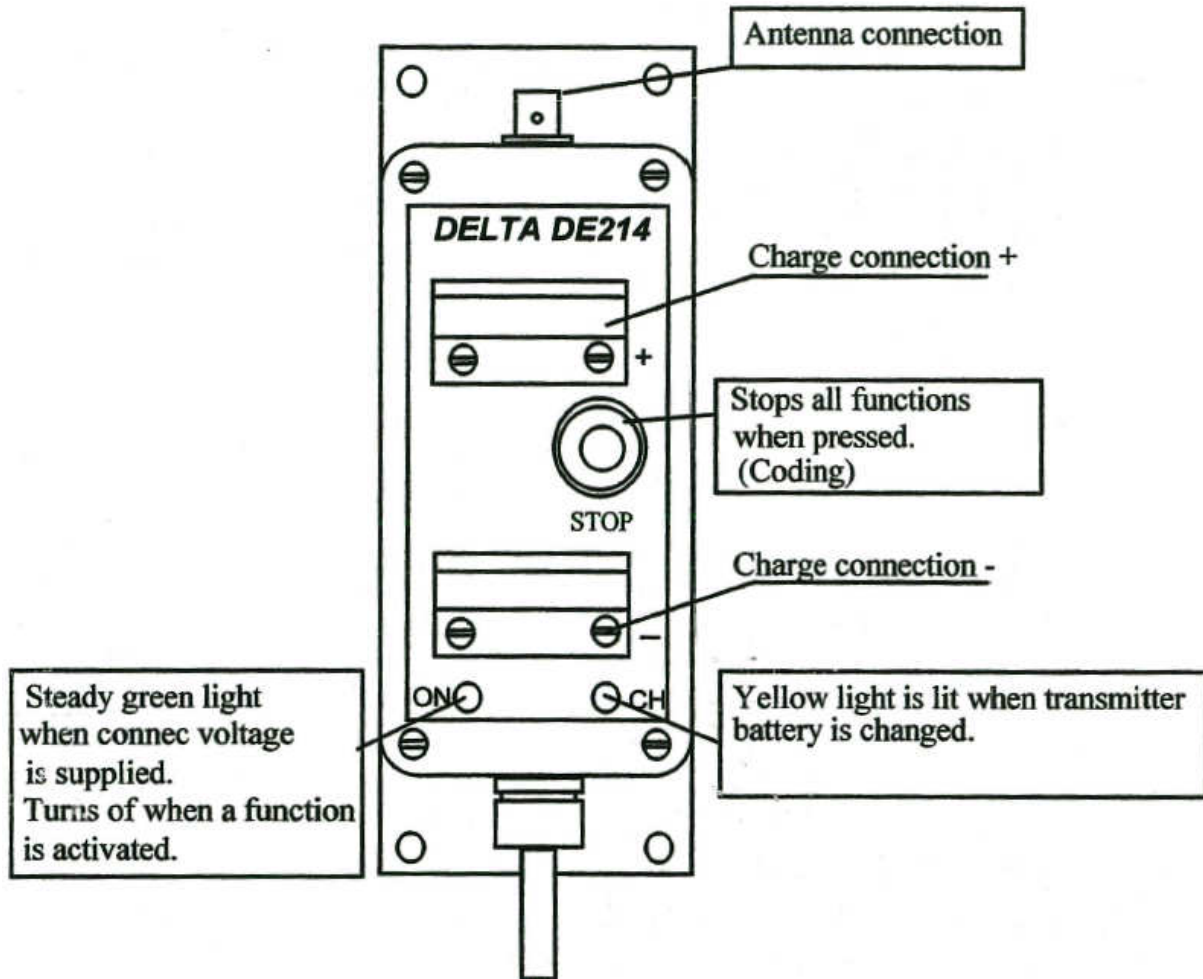 Antenna connection
DELTA DE214
Charge connection +
+
Stops all functions
when pressed.
(Coding)
STOP
Charge connection -
–
ON
CH
Steady green light
when connec voltage
is supplied.
Turns of when a function
is activated.
Yellow light is lit when transmitter
battery is changed.